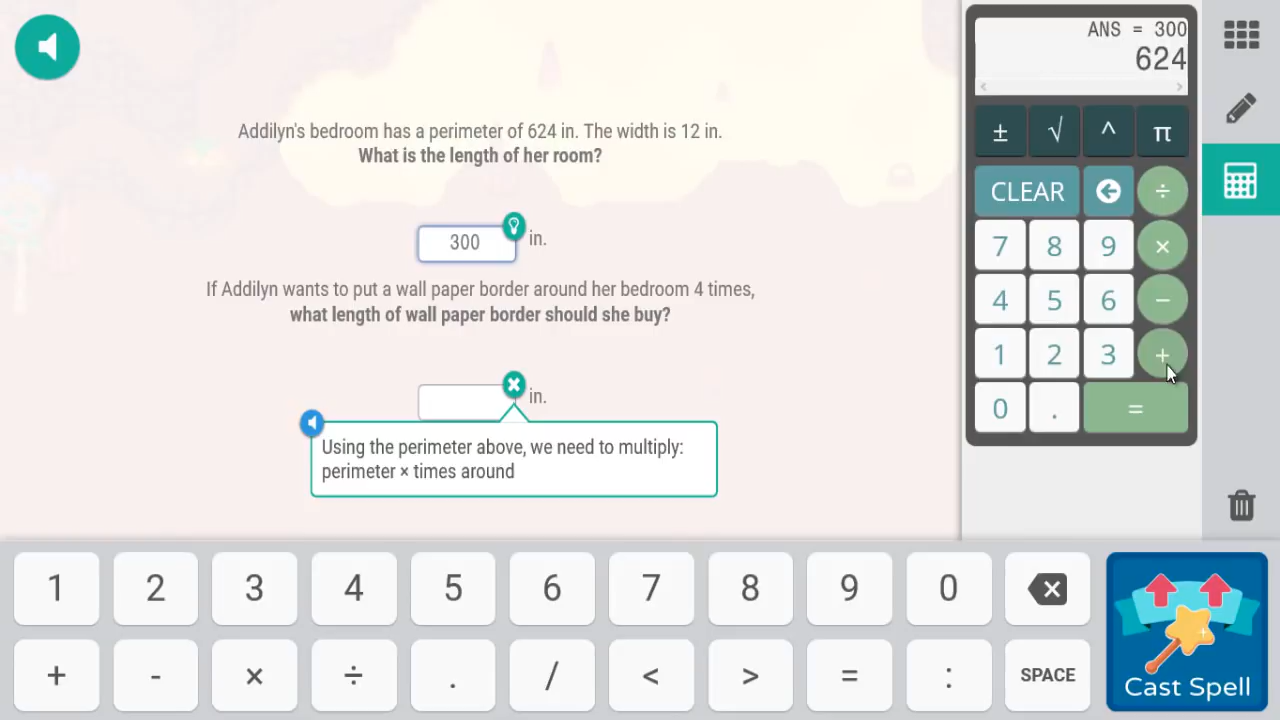 Addilyn's bedroom has a perimeter of 624 in. The width is 12 in.
What is the length of her room?
300 in.
If Addilyn wants to put a wall paper border around her bedroom 4 times,
what length of wall paper border should she buy?
in.
Using the perimeter above, we need to multiply:
perimeter × times around
ANS = 300
624
± √ ^ π
CLEAR ÷
7 8 9 ×
4 5 6 −
1 2 3 +
0 . =
1 2 3 4 5 6 7 8 9 0
+ - × ÷ . / < > = : SPACE
Cast Spell